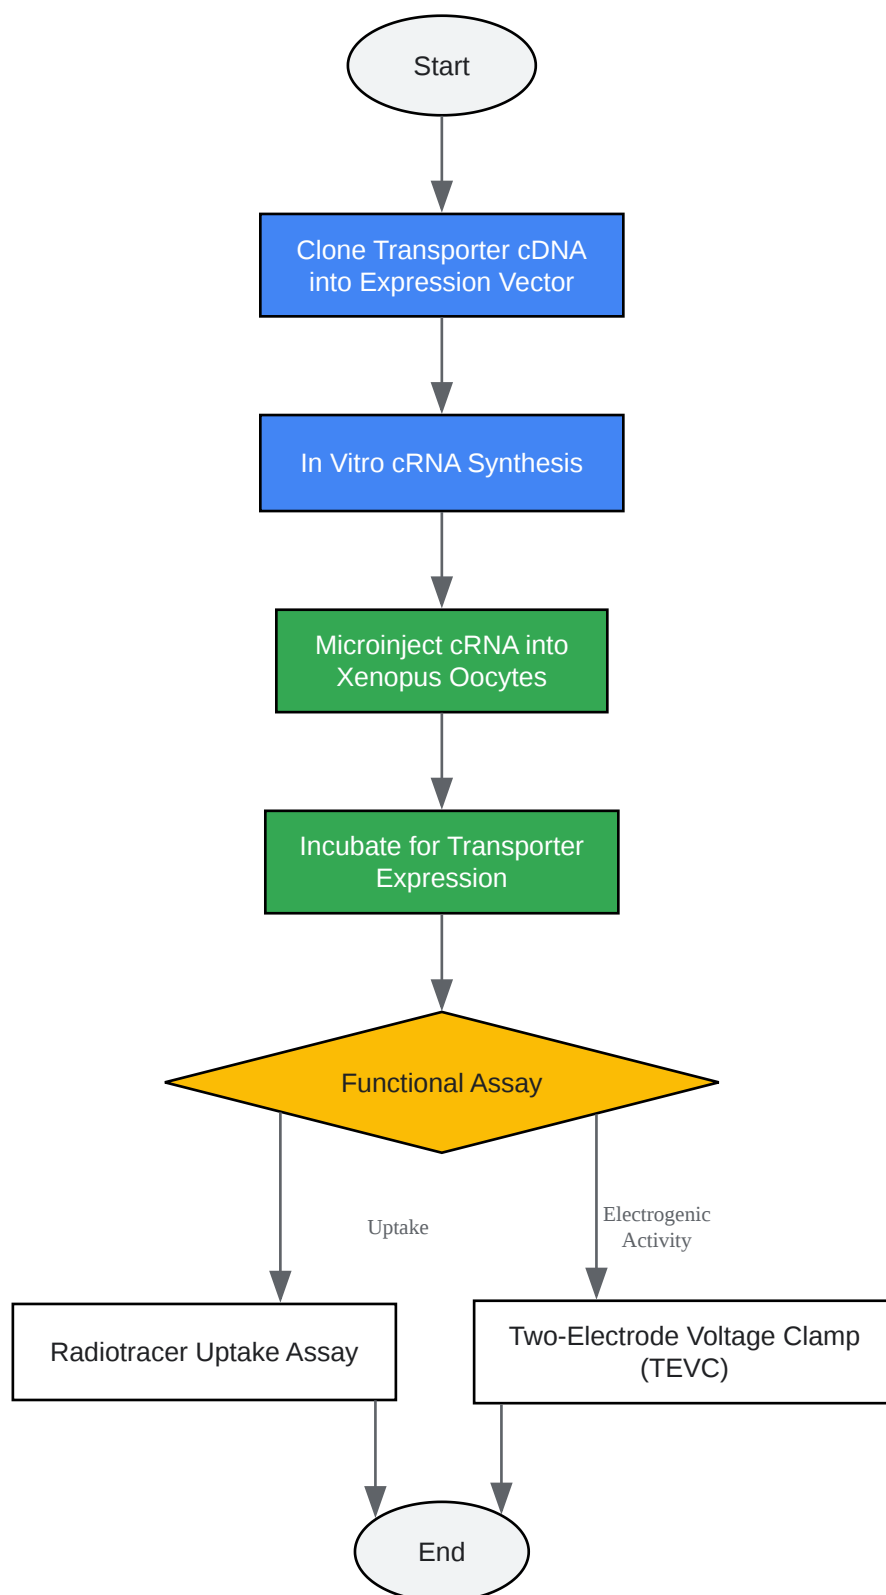 Start
Clone Transporter cDNA
into Expression Vector
In Vitro cRNA Synthesis
Microinject cRNA into
Xenopus Oocytes
Incubate for Transporter
Expression
Functional Assay
Uptake
Electrogenic
Activity
Radiotracer Uptake Assay
Two-Electrode Voltage Clamp
(TEVC)
End